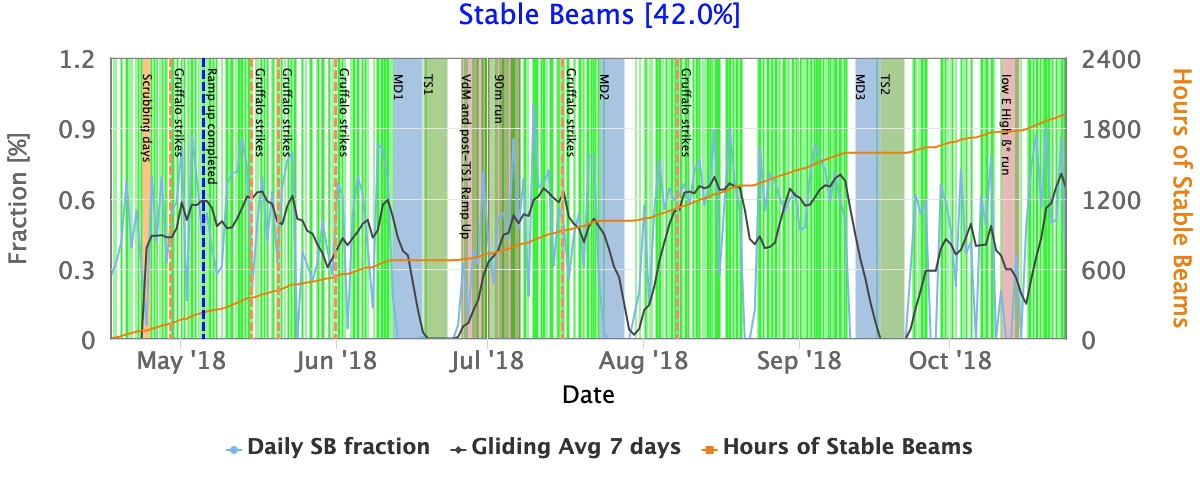 Stable Beams [42.0%]
1.2
0.9
0.6
0.3
0
Fraction [%]
2400
1800
1200
600
0
Hours of Stable Beams
Scrubbing days
Gruffalo strikes
Ramp up completed
Gruffalo strikes
Gruffalo strikes
Gruffalo strikes
MD1
TS1
VdM and post-TS1 Ramp Up
90m run
Gruffalo strikes
MD2
Gruffalo strikes
MD3
TS2
low E High ß* run
May '18
Jun '18
Jul '18
Aug '18
Sep '18
Oct '18
Date
Daily SB fraction
Gliding Avg 7 days
Hours of Stable Beams